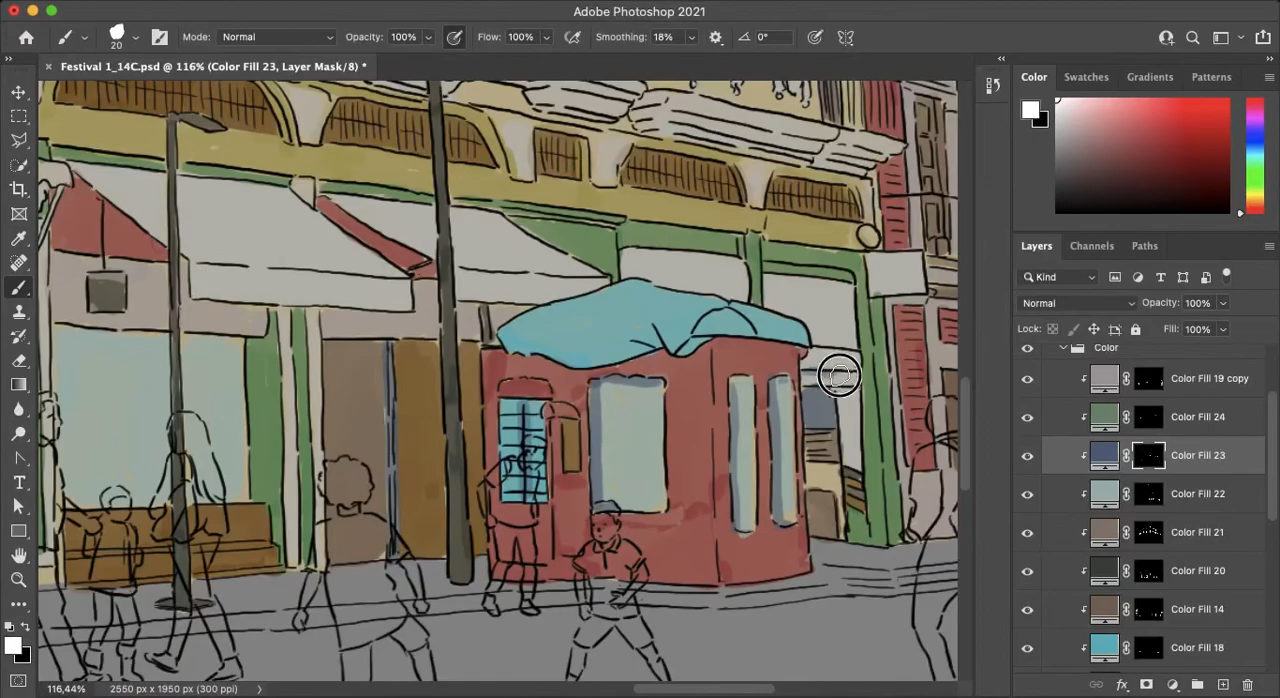 Adobe Photoshop 2021
20 Mode: Normal Opacity: 100% Flow: 100% Smoothing: 18% 0°
Festival 1_14C.psd @ 116% (Color Fill 23, Layer Mask/8) *
Color Swatches Gradients Patterns
Layers Channels Paths
Kind
Normal Opacity: 100%
Lock: Fill: 100%
Color
Color Fill 19 copy
Color Fill 24
Color Fill 23
Color Fill 22
Color Fill 21
Color Fill 20
Color Fill 14
Color Fill 18
116,44% 2550 px x 1950 px (300 ppi)